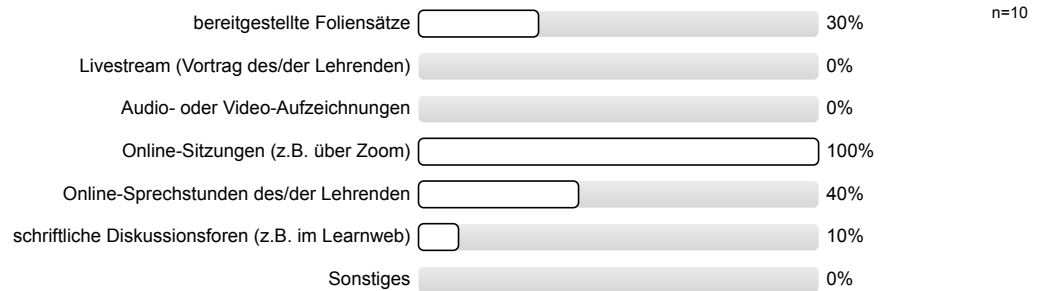 bereitgestellte Foliensätze 30% n=10
Livestream (Vortrag des/der Lehrenden) 0%
Audio- oder Video-Aufzeichnungen 0%
Online-Sitzungen (z.B. über Zoom) 100%
Online-Sprechstunden des/der Lehrenden 40%
schriftliche Diskussionsforen (z.B. im Learnweb) 10%
Sonstiges 0%